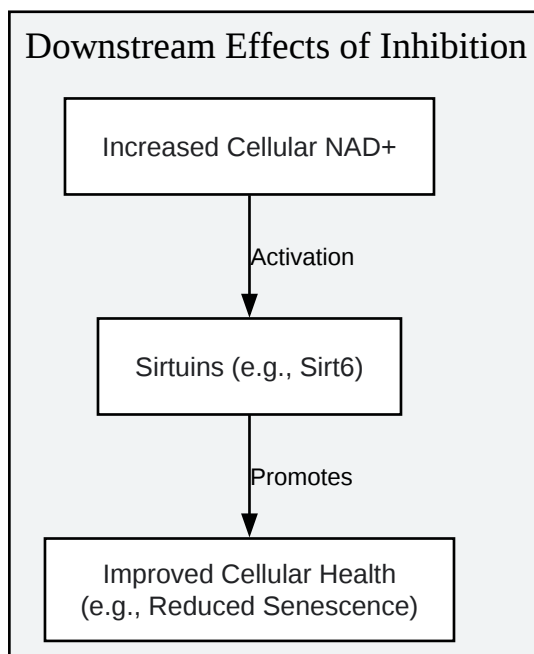 Downstream Effects of Inhibition
Increased Cellular NAD+
Activation
Sirtuins (e.g., Sirt6)
Promotes
Improved Cellular Health
(e.g., Reduced Senescence)